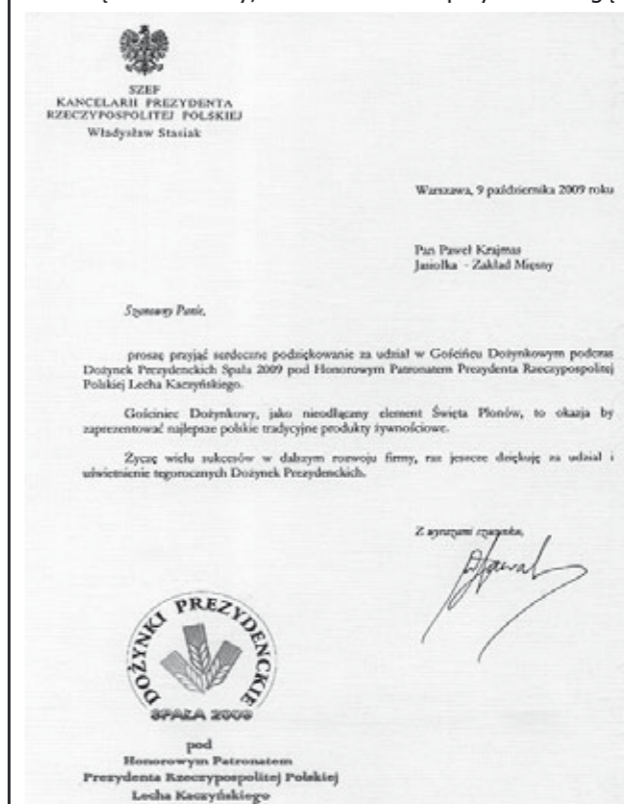 SZEF
KANCELARII PREZYDENTA
RZECZYPOSPOLITEJ POLSKIEJ
Władysław Stasiak
Warszawa, 9 października 2009 roku
Pan Paweł Krajmas
Jasiołka - Zakład Mięsny
Szanowny Panie,
proszę przyjąć serdeczne podziękowanie za udział w Gościńcu Dożynkowym podczas
Dożynek Prezydenckich Spała 2009 pod Honorowym Patronatem Prezydenta Rzeczypospolitej
Polskiej Lecha Kaczyńskiego.
Gościniec Dożynkowy, jako nieodłączny element Święta Plonów, to okazja by
zaprezentować najlepsze polskie tradycyjne produkty żywnościowe.
Życzę wielu sukcesów w dalszym rozwoju firmy, raz jeszcze dziękuję za udział i
uświetnienie tegorocznych Dożynek Prezydenckich.
Z wyrazami szacunku,
DOŻYNKI PREZYDENCKIE
SPAŁA 2009
pod
Honorowym Patronatem
Prezydenta Rzeczypospolitej Polskiej
Lecha Kaczyńskiego